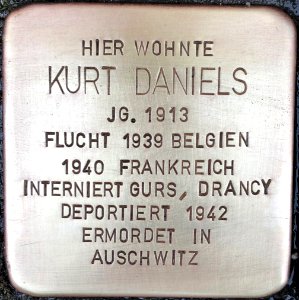 HIER WOHNTE
KURT DANIELS
JG. 1913
FLUCHT 1939 BELGIEN
1940 FRANKREICH
INTERNIERT GURS, DRANCY
DEPORTIERT 1942
ERMORDET IN
AUSCHWITZ